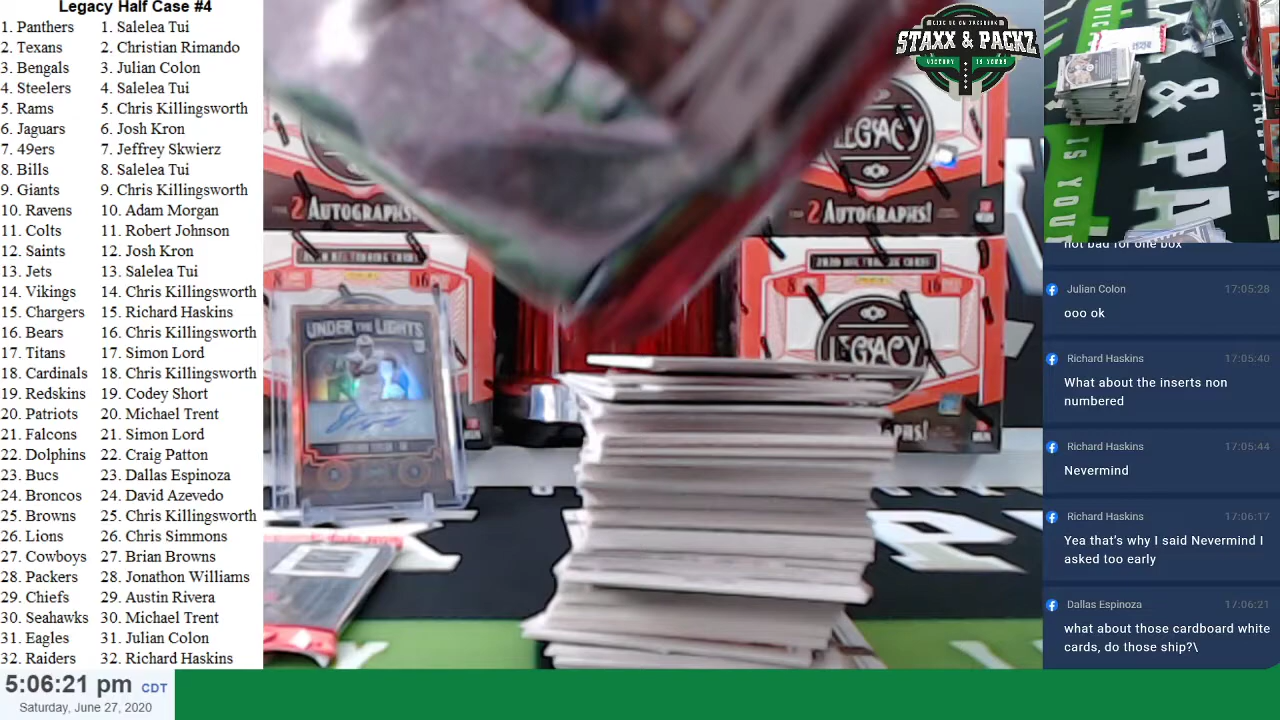 Legacy Half Case #4
1. Panthers 1. Salelea Tui
2. Texans 2. Christian Rimando
3. Bengals 3. Julian Colon
4. Steelers 4. Salelea Tui
5. Rams 5. Chris Killingsworth
6. Jaguars 6. Josh Kron
7. 49ers 7. Jeffrey Skwierz
8. Bills 8. Salelea Tui
9. Giants 9. Chris Killingsworth
10. Ravens 10. Adam Morgan
11. Colts 11. Robert Johnson
12. Saints 12. Josh Kron
13. Jets 13. Salelea Tui
14. Vikings 14. Chris Killingsworth
15. Chargers 15. Richard Haskins
16. Bears 16. Chris Killingsworth
17. Titans 17. Simon Lord
18. Cardinals 18. Chris Killingsworth
19. Redskins 19. Codey Short
20. Patriots 20. Michael Trent
21. Falcons 21. Simon Lord
22. Dolphins 22. Craig Patton
23. Bucs 23. Dallas Espinoza
24. Broncos 24. David Azevedo
25. Browns 25. Chris Killingsworth
26. Lions 26. Chris Simmons
27. Cowboys 27. Brian Browns
28. Packers 28. Jonathon Williams
29. Chiefs 29. Austin Rivera
30. Seahawks 30. Michael Trent
31. Eagles 31. Julian Colon
32. Raiders 32. Richard Haskins
5:06:21 pm CDT
Saturday, June 27, 2020
STAXX & PACKZ
VICTORY IS YOURS
LEGACY
2 AUTOGRAPHS!
2 AUTOGRAPHS!
LEGACY
UNDER THE LIGHTS
IS YOU
& PA
not bad for one box
Julian Colon 17:05:28
ooo ok
Richard Haskins 17:05:40
What about the inserts non
numbered
Richard Haskins 17:05:44
Nevermind
Richard Haskins 17:06:17
Yea that's why I said Nevermind I
asked too early
Dallas Espinoza 17:06:21
what about those cardboard white
cards, do those ship?\